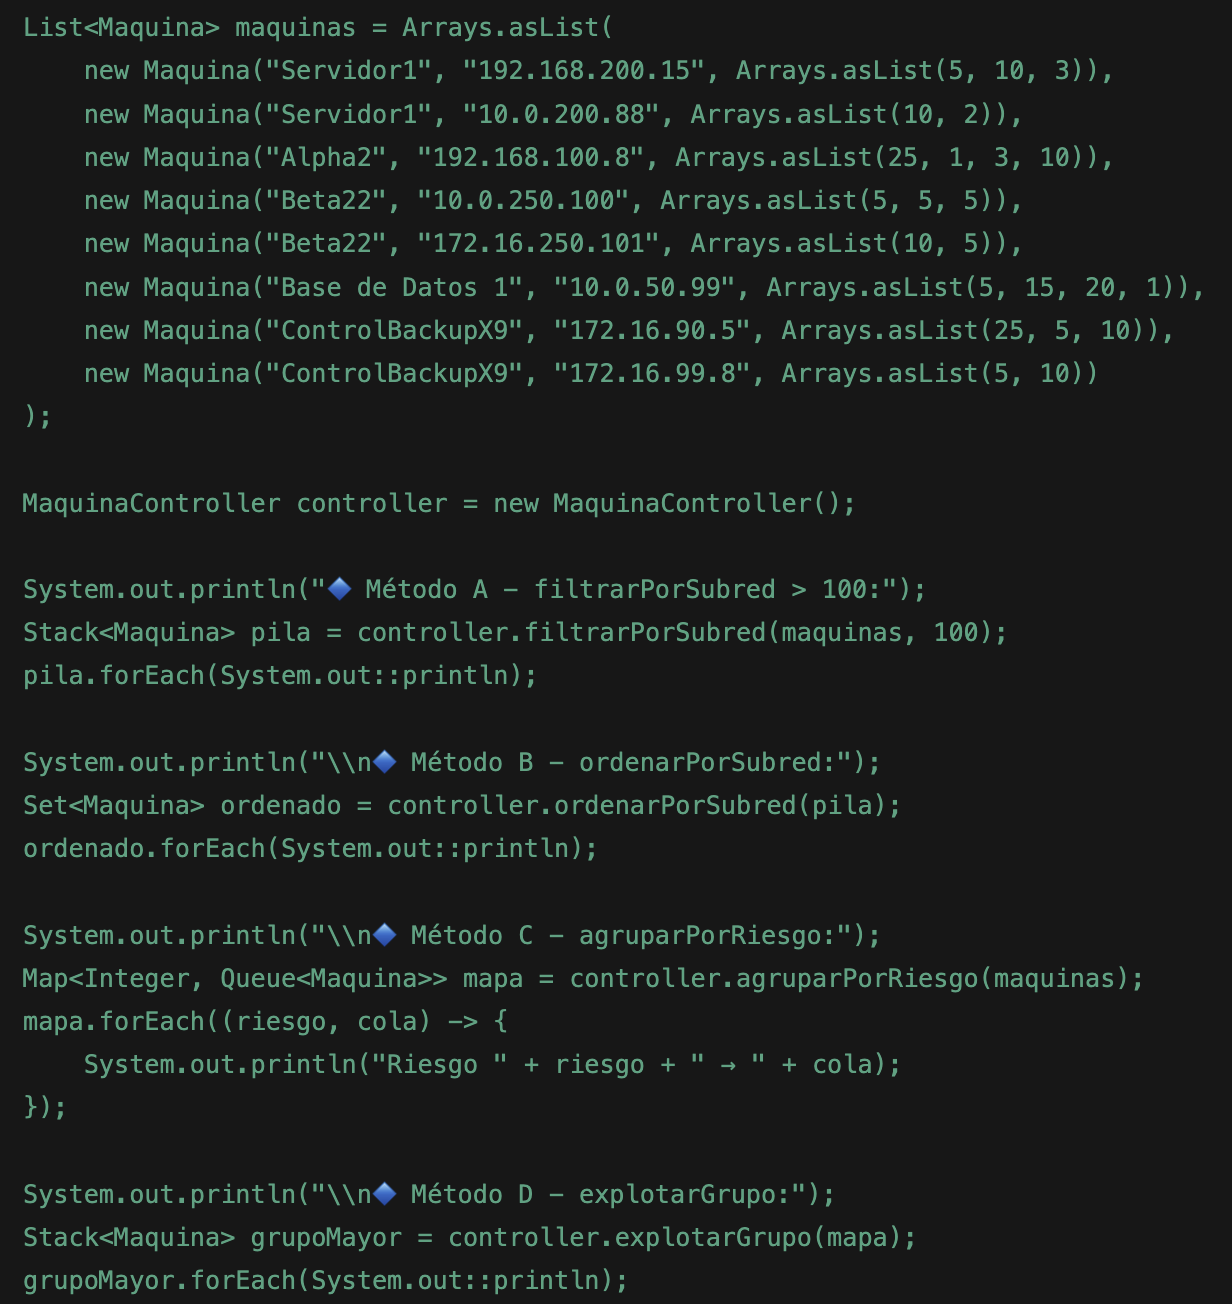 List<Maquina> maquinas = Arrays.asList(
    new Maquina("Servidor1", "192.168.200.15", Arrays.asList(5, 10, 3)),
    new Maquina("Servidor1", "10.0.200.88", Arrays.asList(10, 2)),
    new Maquina("Alpha2", "192.168.100.8", Arrays.asList(25, 1, 3, 10)),
    new Maquina("Beta22", "10.0.250.100", Arrays.asList(5, 5, 5)),
    new Maquina("Beta22", "172.16.250.101", Arrays.asList(10, 5)),
    new Maquina("Base de Datos 1", "10.0.50.99", Arrays.asList(5, 15, 20, 1)),
    new Maquina("ControlBackupX9", "172.16.90.5", Arrays.asList(25, 5, 10)),
    new Maquina("ControlBackupX9", "172.16.99.8", Arrays.asList(5, 10))
);

MaquinaController controller = new MaquinaController();

System.out.println("🔷 Método A – filtrarPorSubred > 100:");
Stack<Maquina> pila = controller.filtrarPorSubred(maquinas, 100);
pila.forEach(System.out::println);

System.out.println("\\n🔷 Método B – ordenarPorSubred:");
Set<Maquina> ordenado = controller.ordenarPorSubred(pila);
ordenado.forEach(System.out::println);

System.out.println("\\n🔷 Método C – agruparPorRiesgo:");
Map<Integer, Queue<Maquina>> mapa = controller.agruparPorRiesgo(maquinas);
mapa.forEach((riesgo, cola) -> {
    System.out.println("Riesgo " + riesgo + " → " + cola);
});

System.out.println("\\n🔷 Método D – explotarGrupo:");
Stack<Maquina> grupoMayor = controller.explotarGrupo(mapa);
grupoMayor.forEach(System.out::println);